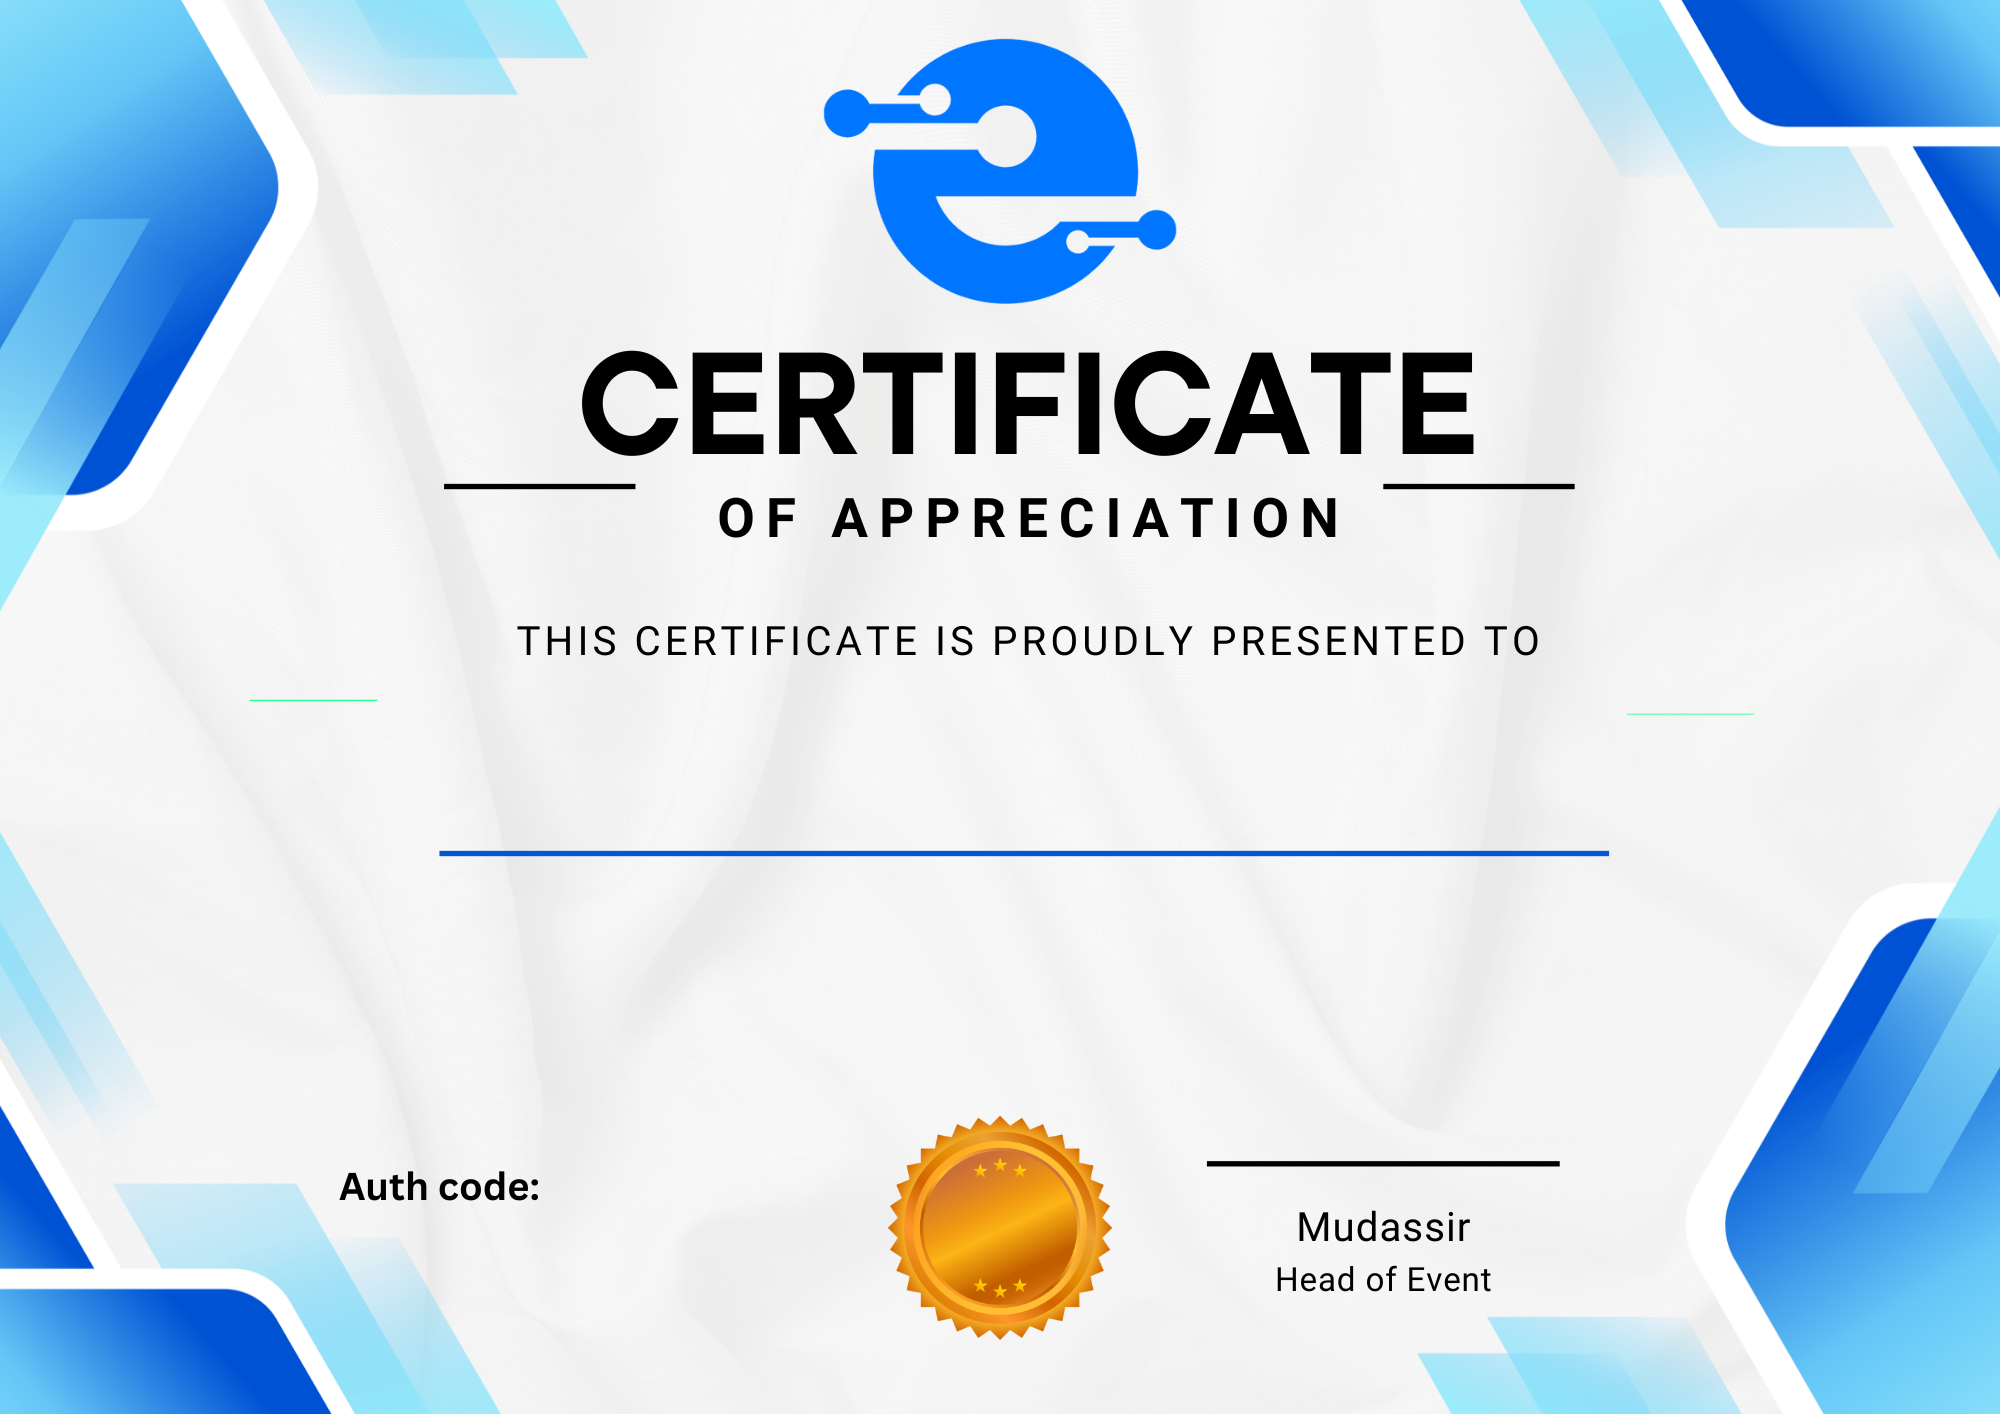 CERTIFICATE
OF APPRECIATION
THIS CERTIFICATE IS PROUDLY PRESENTED TO
Auth code:
Mudassir
Head of Event